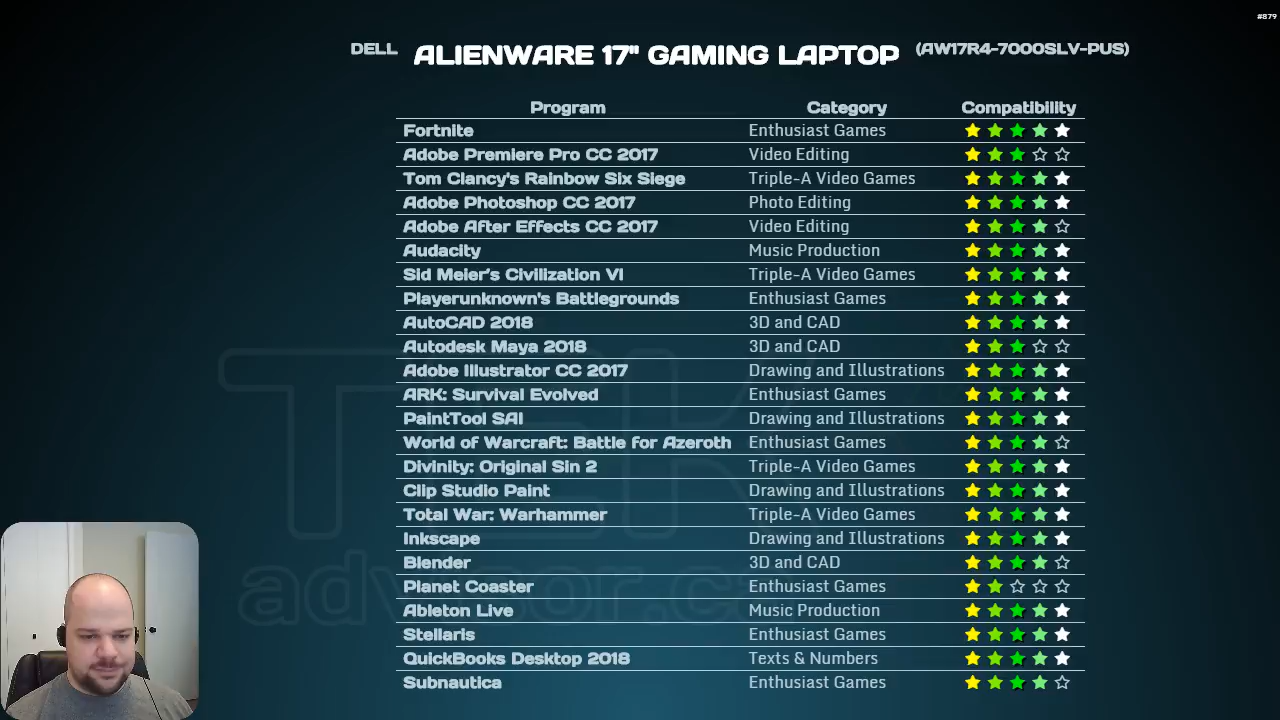 #879
DELL ALIENWARE 17" GAMING LAPTOP (AW17R4-7000SLV-PUS)
Program Category Compatibility
Fortnite Enthusiast Games
Adobe Premiere Pro CC 2017 Video Editing
Tom Clancy's Rainbow Six Siege Triple-A Video Games
Adobe Photoshop CC 2017 Photo Editing
Adobe After Effects CC 2017 Video Editing
Audacity Music Production
Sid Meier's Civilization VI Triple-A Video Games
Playerunknown's Battlegrounds Enthusiast Games
AutoCAD 2018 3D and CAD
Autodesk Maya 2018 3D and CAD
Adobe Illustrator CC 2017 Drawing and Illustrations
ARK: Survival Evolved Enthusiast Games
PaintTool SAI Drawing and Illustrations
World of Warcraft: Battle for Azeroth Enthusiast Games
Divinity: Original Sin 2 Triple-A Video Games
Clip Studio Paint Drawing and Illustrations
Total War: Warhammer Triple-A Video Games
Inkscape Drawing and Illustrations
Blender 3D and CAD
Planet Coaster Enthusiast Games
Ableton Live Music Production
Stellaris Enthusiast Games
QuickBooks Desktop 2018 Texts & Numbers
Subnautica Enthusiast Games